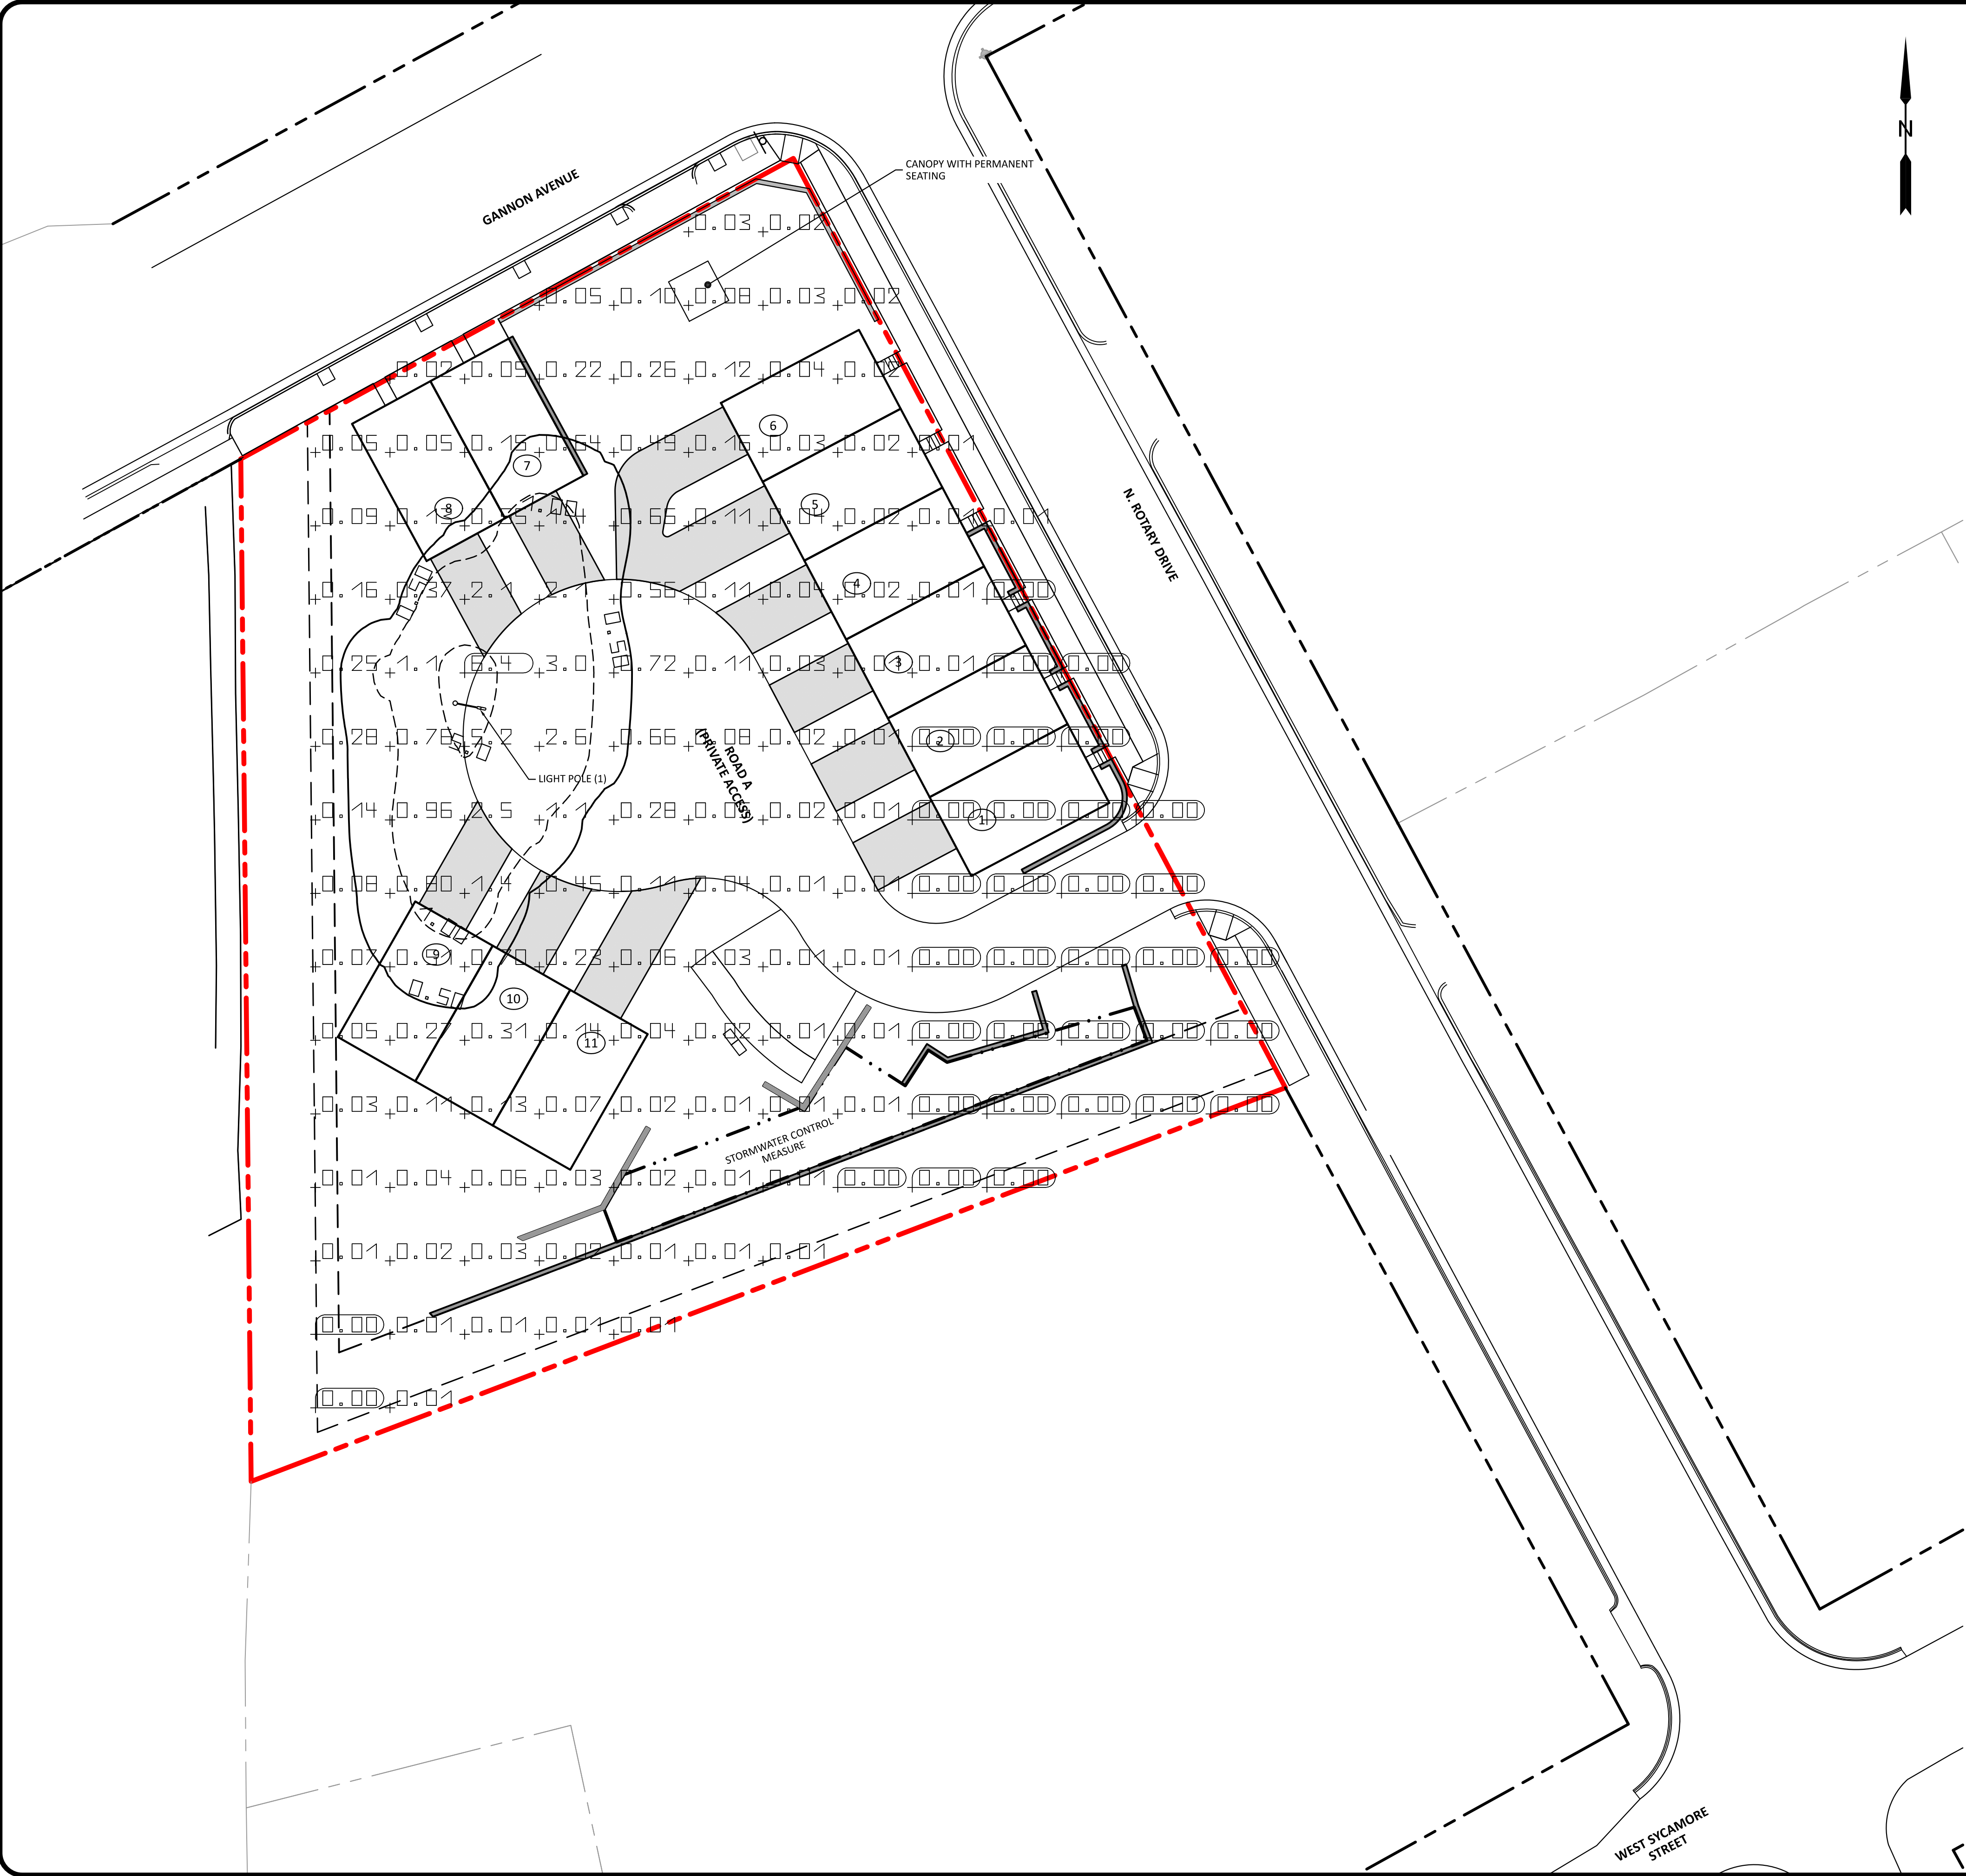 CANOPY WITH PERMANENT
SEATING
N
GANNON AVENUE
0.03 0.02
0.05 0.10 0.08 0.03 0.02
0.02 0.09 0.22 0.26 0.12 0.04 0.02
6
0.05 0.05 0.15 0.64 0.49 0.16 0.03 0.02 0.01
7
8
5
0.09 0.66 0.11 0.04 0.02 0.01 0.01
N. ROTARY DRIVE
4
0.16 0.37 2.1 2.1 0.56 0.11 0.04 0.02 0.01 0.00
0.50
3
0.25 1.1 6.4 3.0 0.72 0.11 0.03 0.01 0.01 0.00 0.00
2
0.28 0.76 5.2 2.6 0.66 0.08 0.02 0.01 0.00 0.00 0.00
ROAD A
(PRIVATE ACCESS)
LIGHT POLE (1)
1
0.14 0.96 2.5 1.1 0.28 0.02 0.01 0.00 0.00 0.00 0.00
0.08 0.80 1.4 0.45 0.11 0.04 0.01 0.01 0.00 0.00 0.00 0.00
9
0.07 0.23 0.06 0.03 0.01 0.01 0.00 0.00 0.00 0.00 0.00
0.50
10
11
0.05 0.27 0.31 0.14 0.04 0.02 0.01 0.01 0.00 0.00 0.00 0.00 0.00
0.03 0.11 0.13 0.07 0.02 0.01 0.01 0.01 0.00 0.00 0.00 0.00 0.00
STORMWATER CONTROL
MEASURE
0.01 0.04 0.06 0.03 0.02 0.01 0.01 0.00 0.00 0.00
0.01 0.02 0.03 0.02 0.01 0.01 0.01
0.00 0.01 0.01 0.01 0.01
0.00 0.01
WEST SYCAMORE
STREET